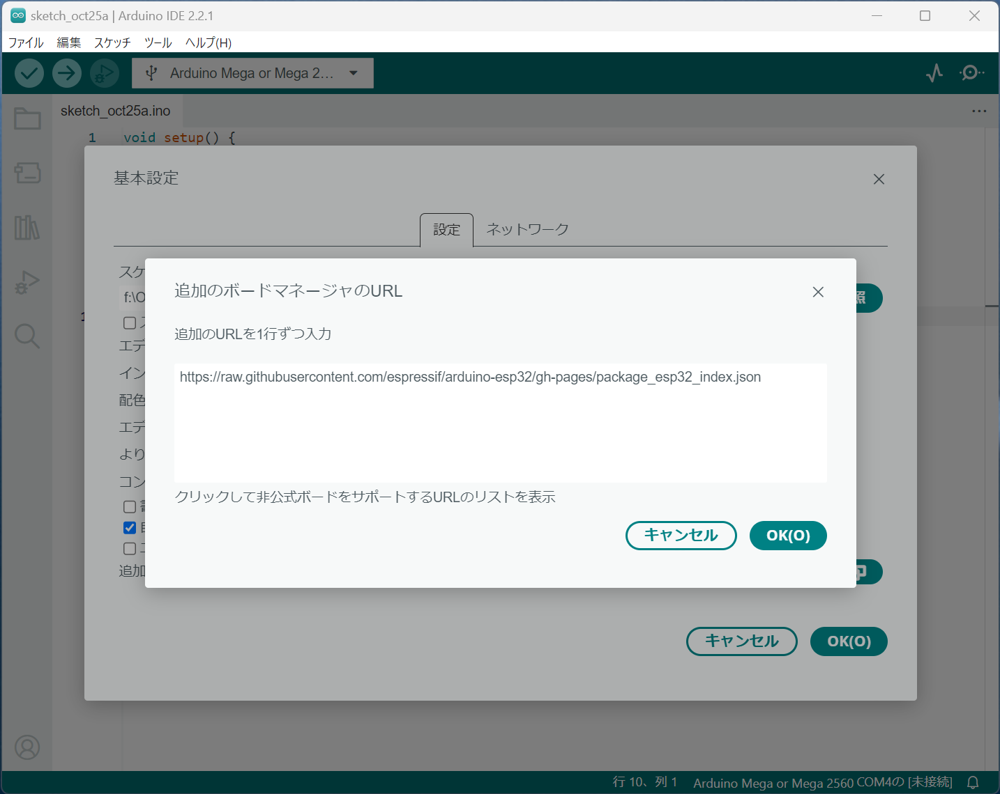 sketch_oct25a | Arduino IDE 2.2.1
ファイル 編集 スケッチ ツール ヘルプ(H)
Arduino Mega or Mega 2...
sketch_oct25a.ino
1 void setup() {
基本設定
設定 ネットワーク
スケ
f:\O
照
エデ
イン
配色
エデ
より
コン
追加
追加のボードマネージャのURL
追加のURLを1行ずつ入力
https://raw.githubusercontent.com/espressif/arduino-esp32/gh-pages/package_esp32_index.json
クリックして非公式ボードをサポートするURLのリストを表示
キャンセル OK(O)
キャンセル OK(O)
行 10、列 1 Arduino Mega or Mega 2560 COM4の [未接続]